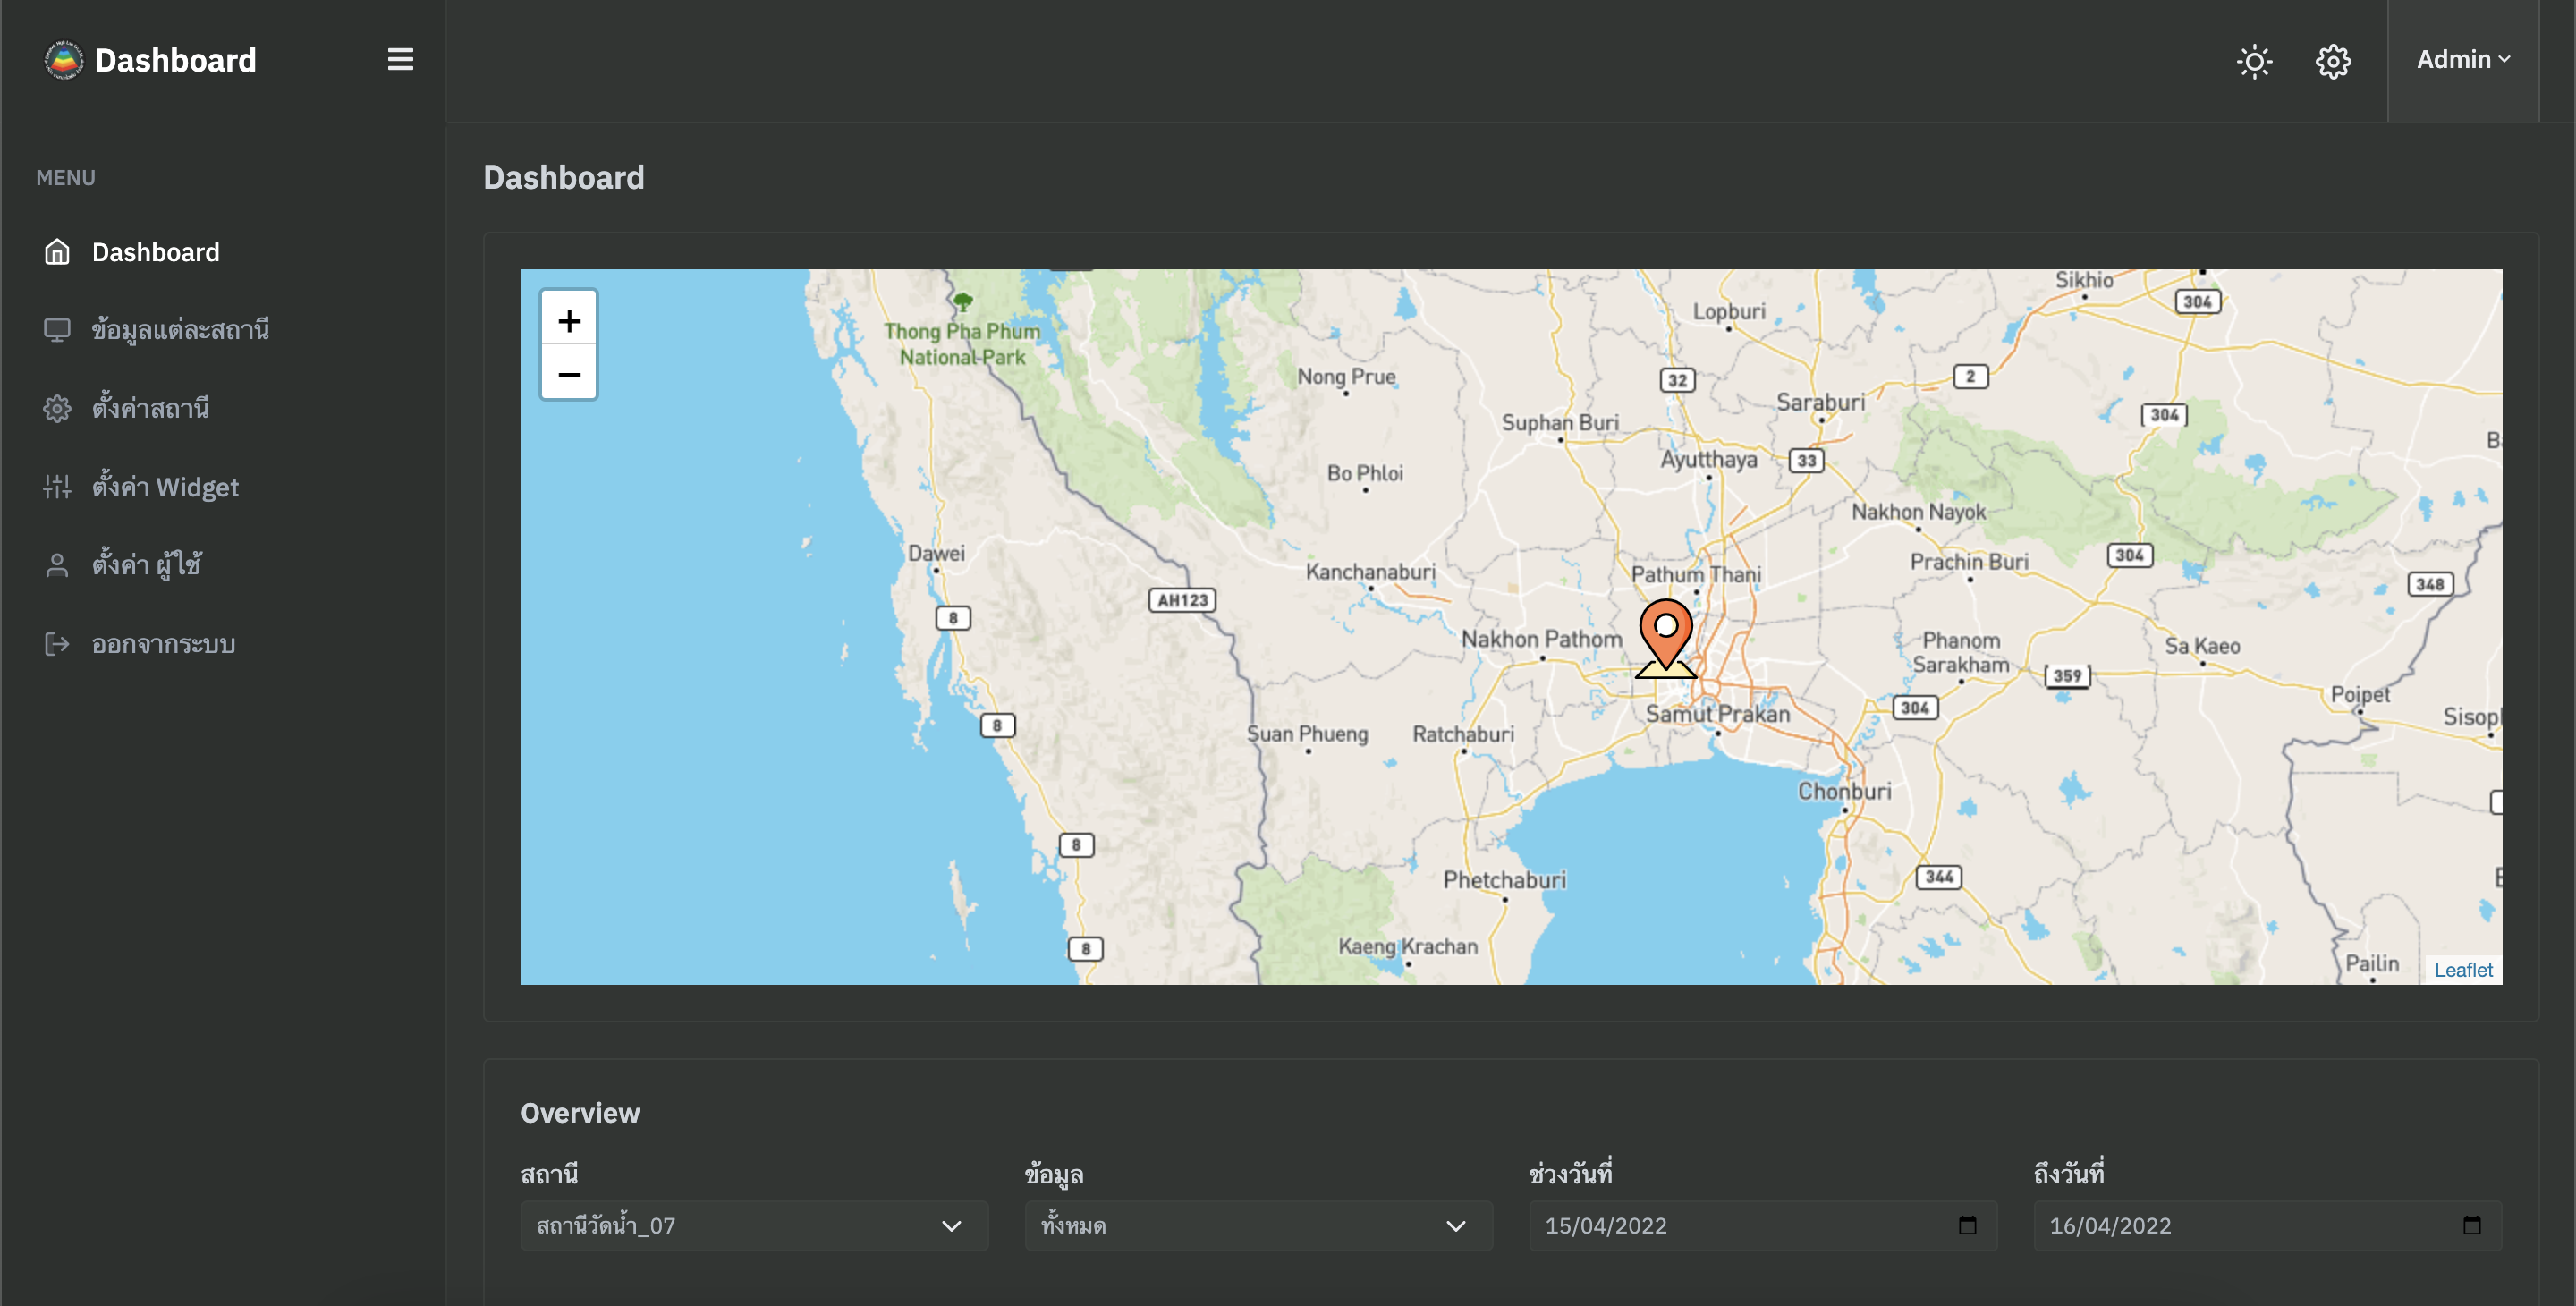 Dashboard
Admin
MENU
Dashboard
ข้อมูลแต่ละสถานี
ตั้งค่าสถานี
ตั้งค่า Widget
ตั้งค่า ผู้ใช้
ออกจากระบบ
Dashboard
+
−
Thong Pha Phum
National Park
Lopburi
Sikhio
304
Nong Prue
32
2
Suphan Buri
Saraburi
304
Bo Phloi
Ayutthaya
33
Nakhon Nayok
Dawei
Kanchanaburi
Pathum Thani
Prachin Buri
304
348
AH123
8
Nakhon Pathom
Phanom
Sarakham
Sa Kaeo
359
Poipet
8
Suan Phueng
Ratchaburi
Samut Prakan
304
Chonburi
8
Phetchaburi
344
8
Kaeng Krachan
Pailin
Leaflet
Overview
สถานี
ข้อมูล
ช่วงวันที่
ถึงวันที่
สถานีวัดน้ำ_07
ทั้งหมด
15/04/2022
16/04/2022